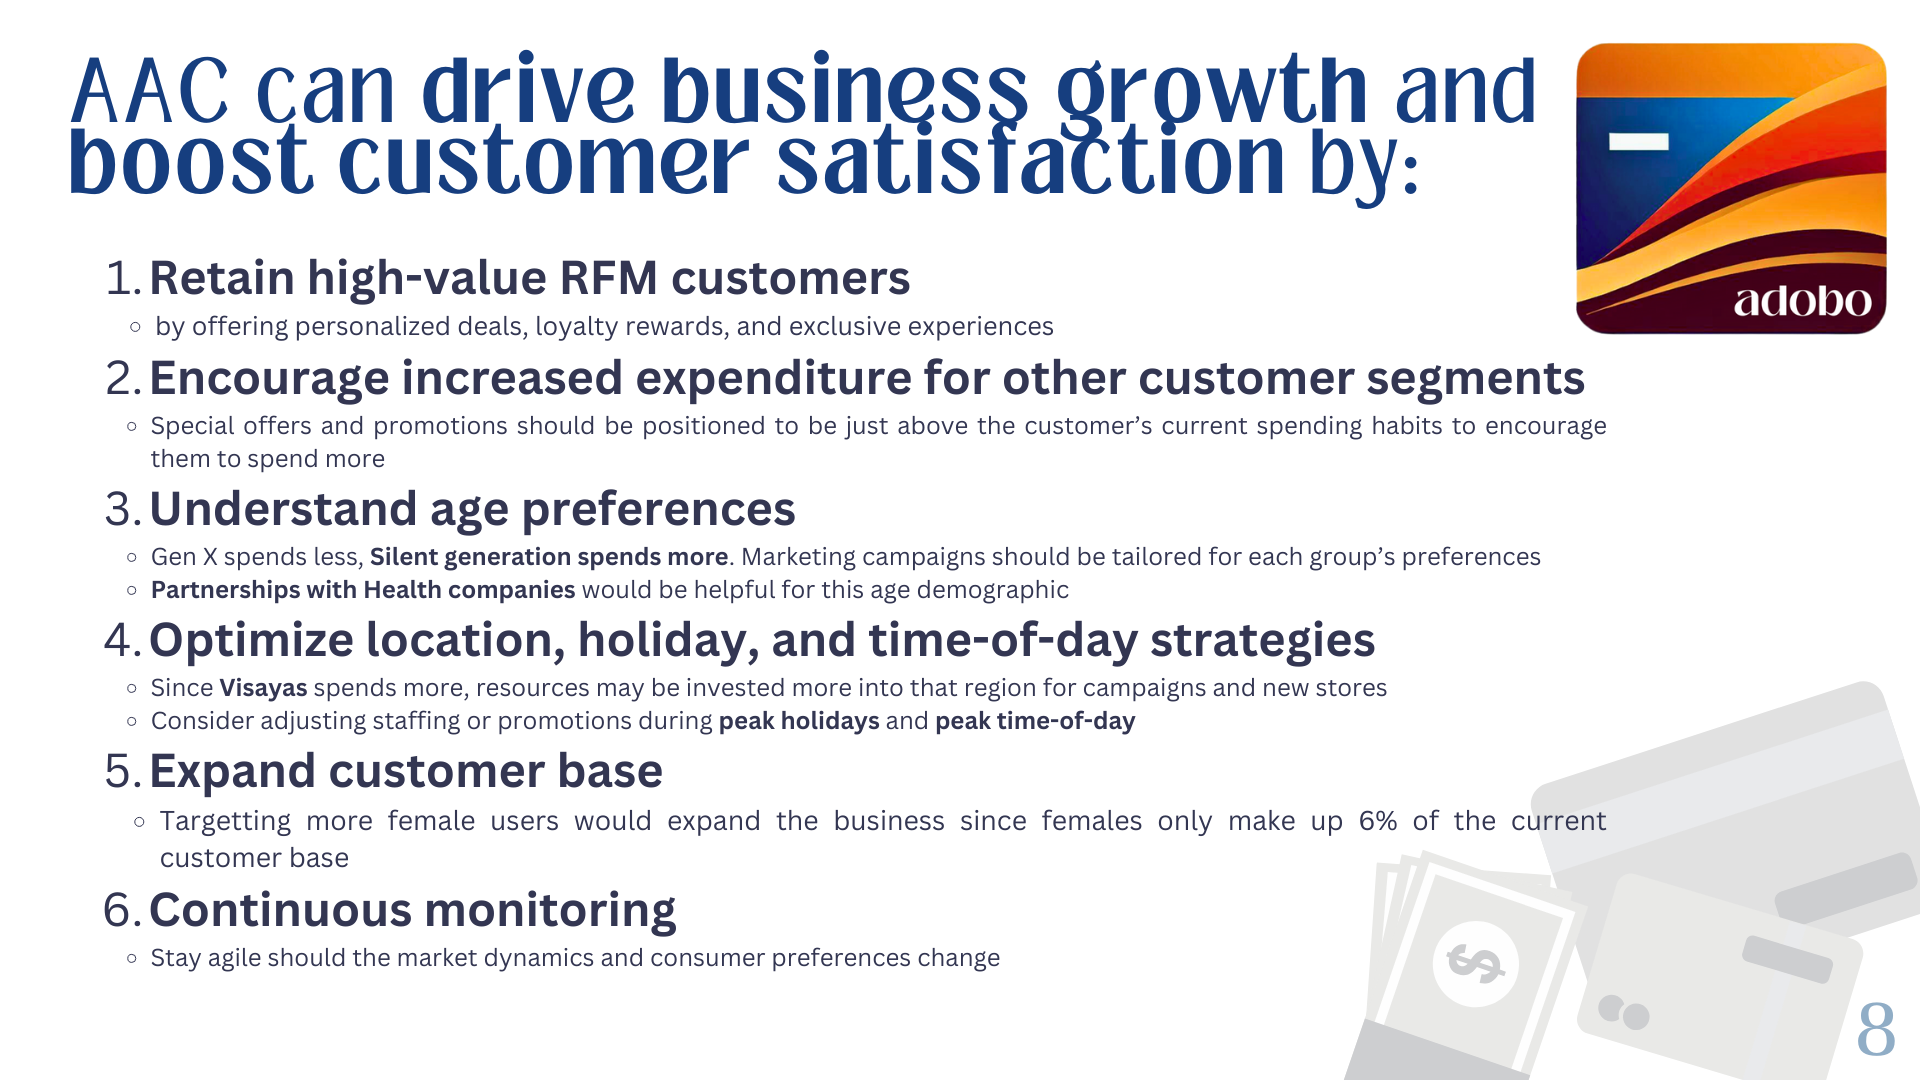 AAC can drive business growth and
boost customer satisfaction by:
adobo
1. Retain high-value RFM customers
by offering personalized deals, loyalty rewards, and exclusive experiences
2. Encourage increased expenditure for other customer segments
Special offers and promotions should be positioned to be just above the customer’s current spending habits to encourage
them to spend more
3. Understand age preferences
Gen X spends less, Silent generation spends more. Marketing campaigns should be tailored for each group’s preferences
Partnerships with Health companies would be helpful for this age demographic
4. Optimize location, holiday, and time-of-day strategies
Since Visayas spends more, resources may be invested more into that region for campaigns and new stores
Consider adjusting staffing or promotions during peak holidays and peak time-of-day
5. Expand customer base
Targetting more female users would expand the business since females only make up 6% of the current
customer base
6. Continuous monitoring
Stay agile should the market dynamics and consumer preferences change
$
8